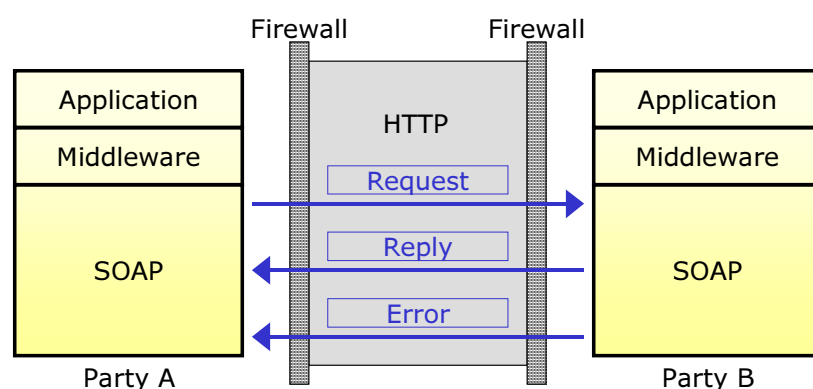 Firewall
Firewall
Application
Middleware
SOAP
Party A
HTTP
Request
Reply
Error
Application
Middleware
SOAP
Party B